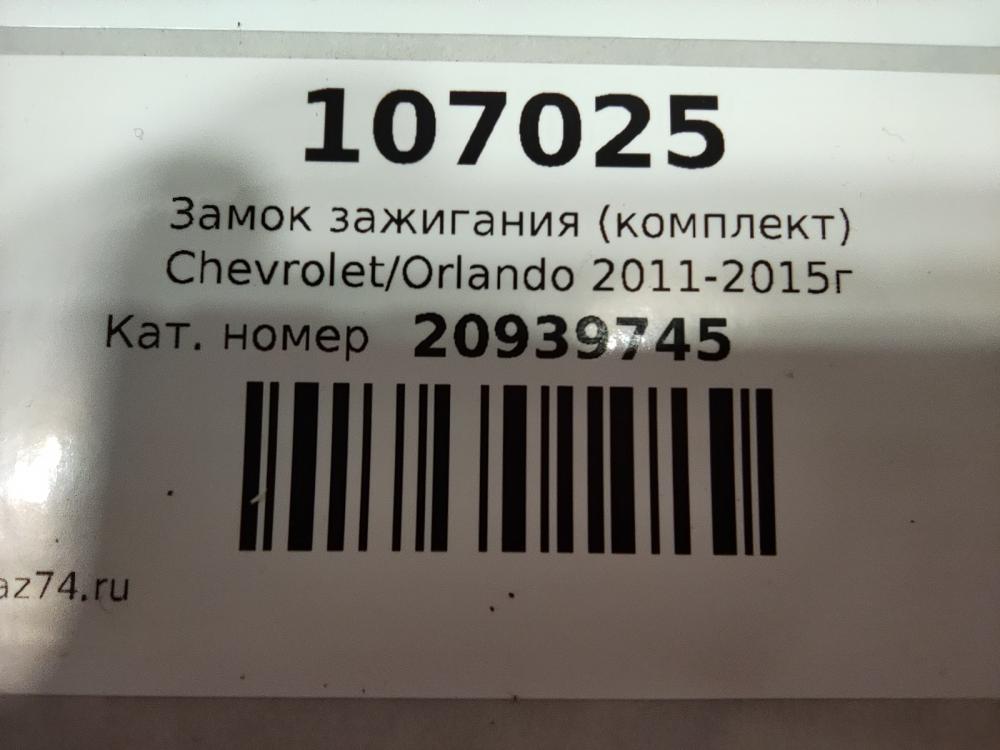 107025
Замок зажигания (комплект)
Chevrolet/Orlando 2011-2015г
Кат. номер 20939745
az74.ru